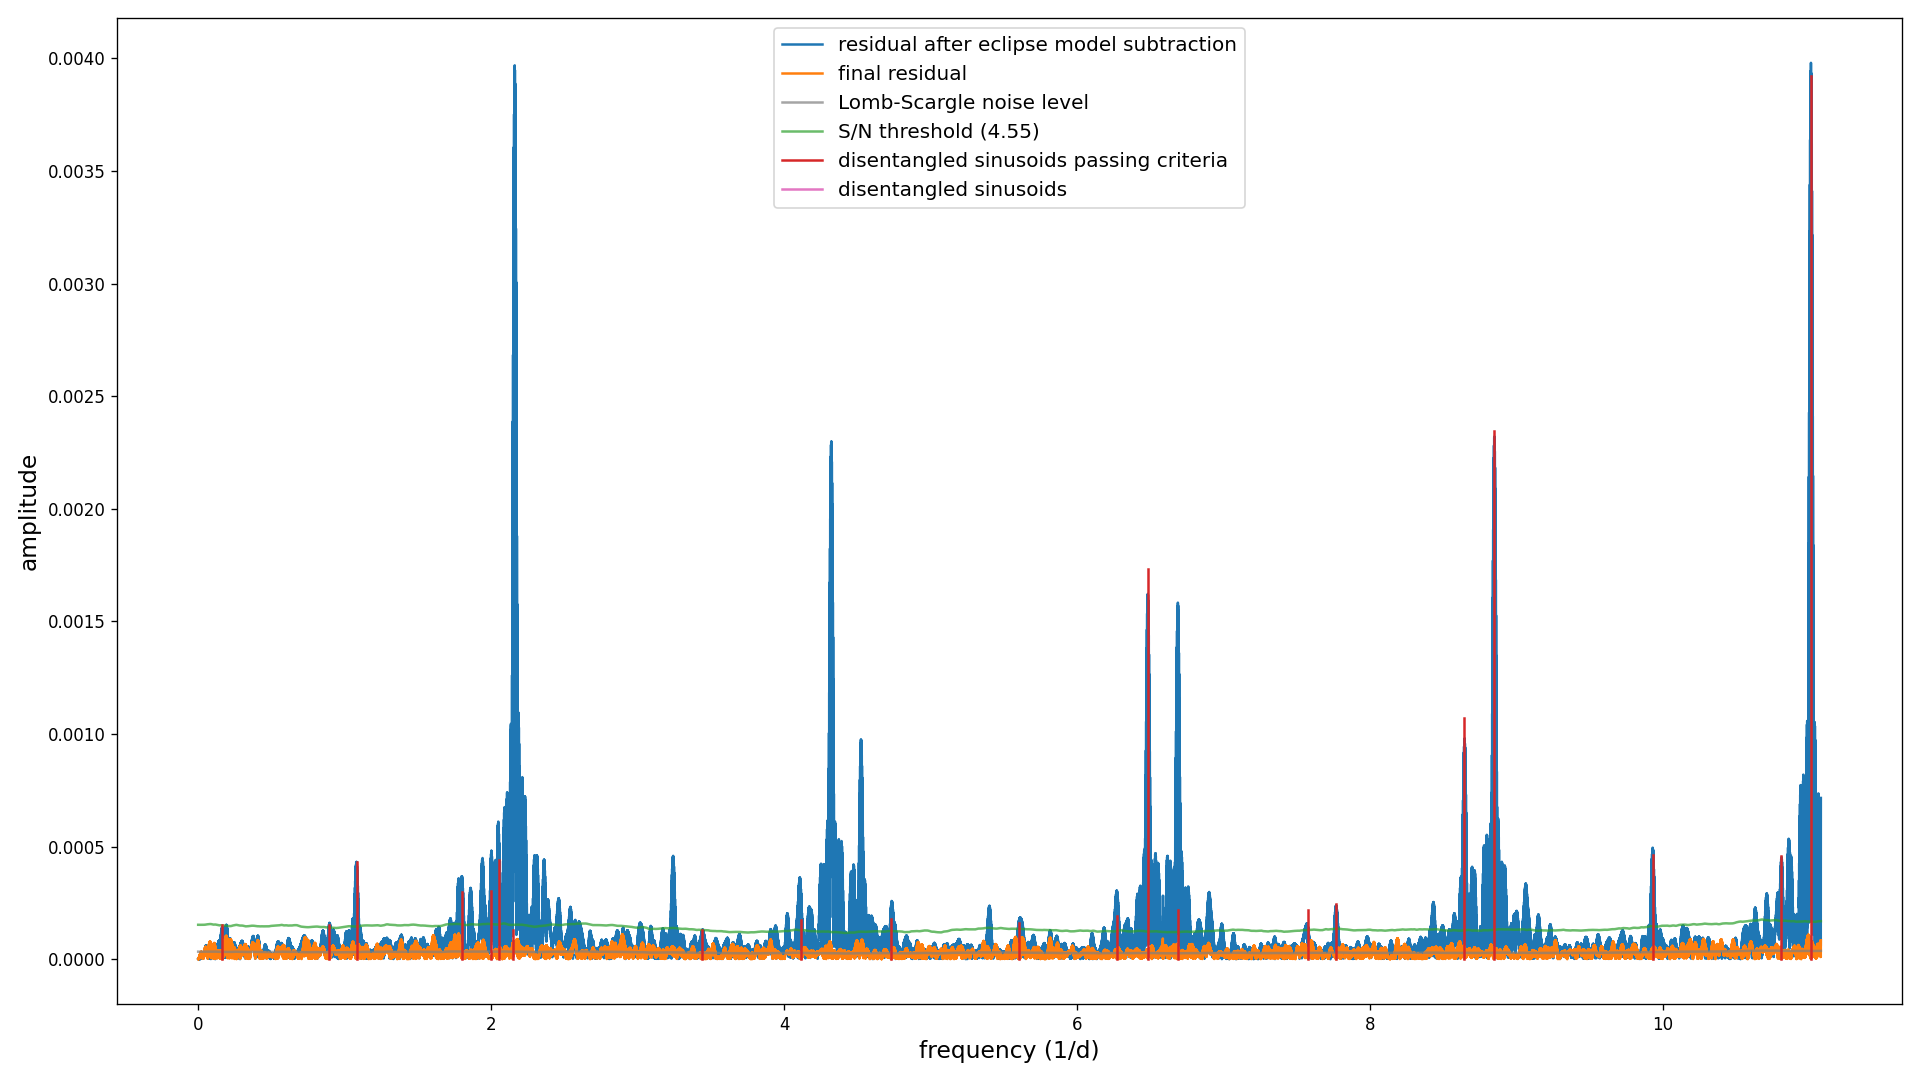 0.0040
0.0035
0.0030
0.0025
0.0020
0.0015
0.0010
0.0005
0.0000
amplitude
residual after eclipse model subtraction
final residual
Lomb-Scargle noise level
S/N threshold (4.55)
disentangled sinusoids passing criteria
disentangled sinusoids
0 2 4 6 8 10
frequency (1/d)